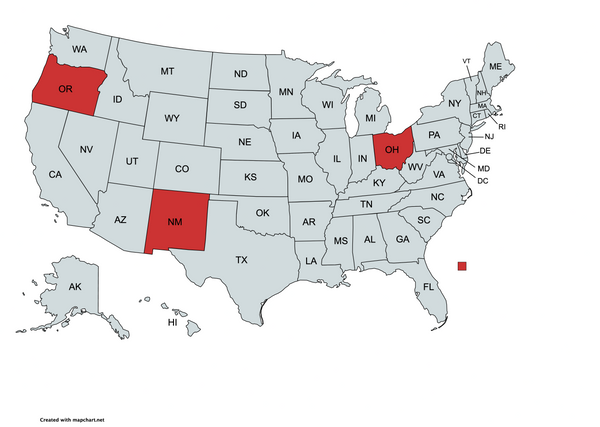 WA
MT
ND
MN
VT
ME
OR
ID
SD
WI
MI
NY
NH
MA
CT
RI
WY
IA
PA
NJ
NV
UT
CO
NE
IL
IN
OH
WV
DE
MD
DC
CA
KS
MO
KY
VA
AZ
NM
OK
AR
TN
NC
SC
TX
LA
MS
AL
GA
FL
AK
HI
Created with mapchart.net